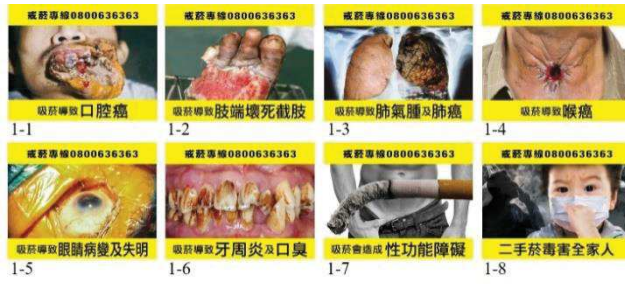 戒菸專線0800636363
吸菸導致口腔癌
1-1
戒菸專線0800636363
吸菸導致肢端壞死截肢
1-2
戒菸專線0800636363
吸菸導致肺氣腫及肺癌
1-3
戒菸專線0800636363
吸菸導致喉癌
1-4
戒菸專線0800636363
吸菸導致眼睛病變及失明
1-5
戒菸專線0800636363
吸菸導致牙周炎及口臭
1-6
戒菸專線0800636363
吸菸會造成性功能障礙
1-7
戒菸專線0800636363
二手菸毒害全家人
1-8